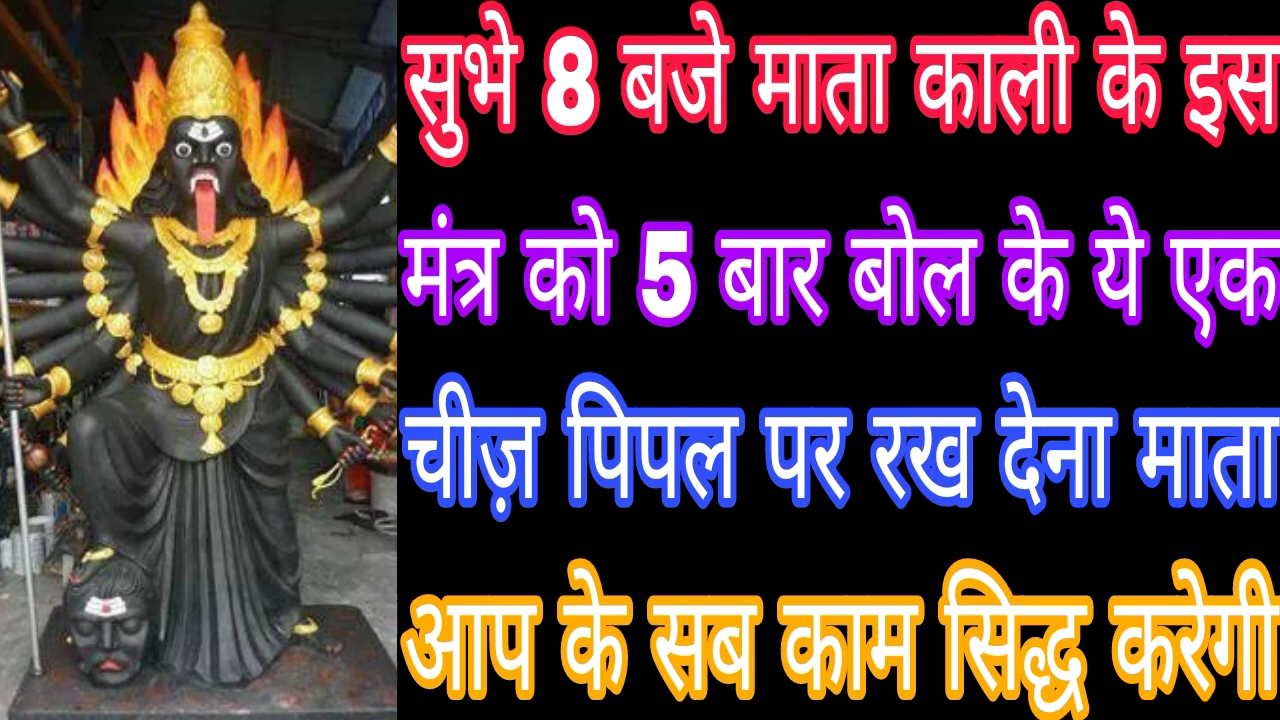 सुभे 8 बजे माता काली के इस
मंत्र को 5 बार बोल के ये एक
चीज़ पिपल पर रख देना माता
आप के सब काम सिद्ध करेगी